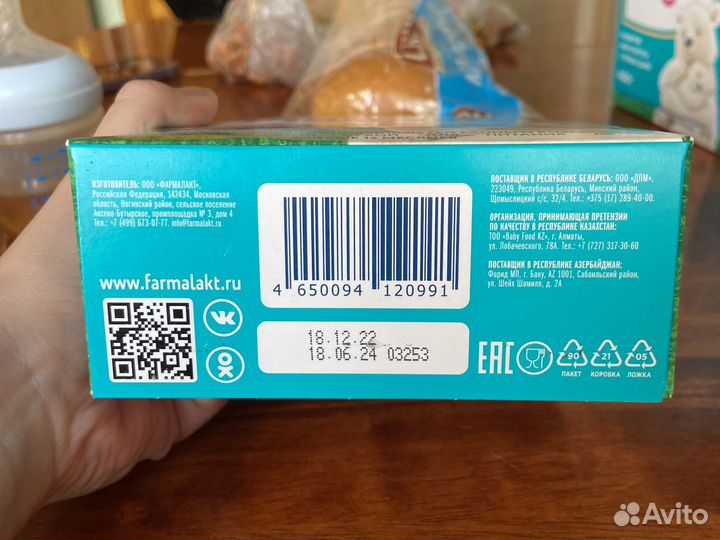 ИЗГОТОВИТЕЛЬ: ООО «ФАРМАЛАКТ»,
Российская Федерация, 142434, Московская
область, Ногинский район, сельское поселение
Аксено-Бутырское, промплощадка № 3, дом 4
Тел.: +7 (499) 673-07-77. info@farmalakt.ru
www.farmalakt.ru
4 650094 120991
18.12.22
18.06.24 03253
ПОСТАВЩИК В РЕСПУБЛИКЕ БЕЛАРУСЬ: ООО «ДПМ»,
223049, Республика Беларусь, Минский район,
Щомыслицкий с/с, 32/4. Тел.: +375 (17) 289-40-00.
ОРГАНИЗАЦИЯ, ПРИНИМАЮЩАЯ ПРЕТЕНЗИИ
ПО КАЧЕСТВУ В РЕСПУБЛИКЕ КАЗАХСТАН:
ТОО «Baby Food KZ», г. Алматы,
ул. Лобачевского, 78А. Тел.: +7 (727) 317-30-60
ПОСТАВЩИК В РЕСПУБЛИКЕ АЗЕРБАЙДЖАН:
Фарид МП, г. Баку, AZ 1001, Сабаильский район,
ул. Шейх Шамиля, д. 2А
EAC
90 21 05
ПАКЕТ КОРОБКА ЛОЖКА
Avito